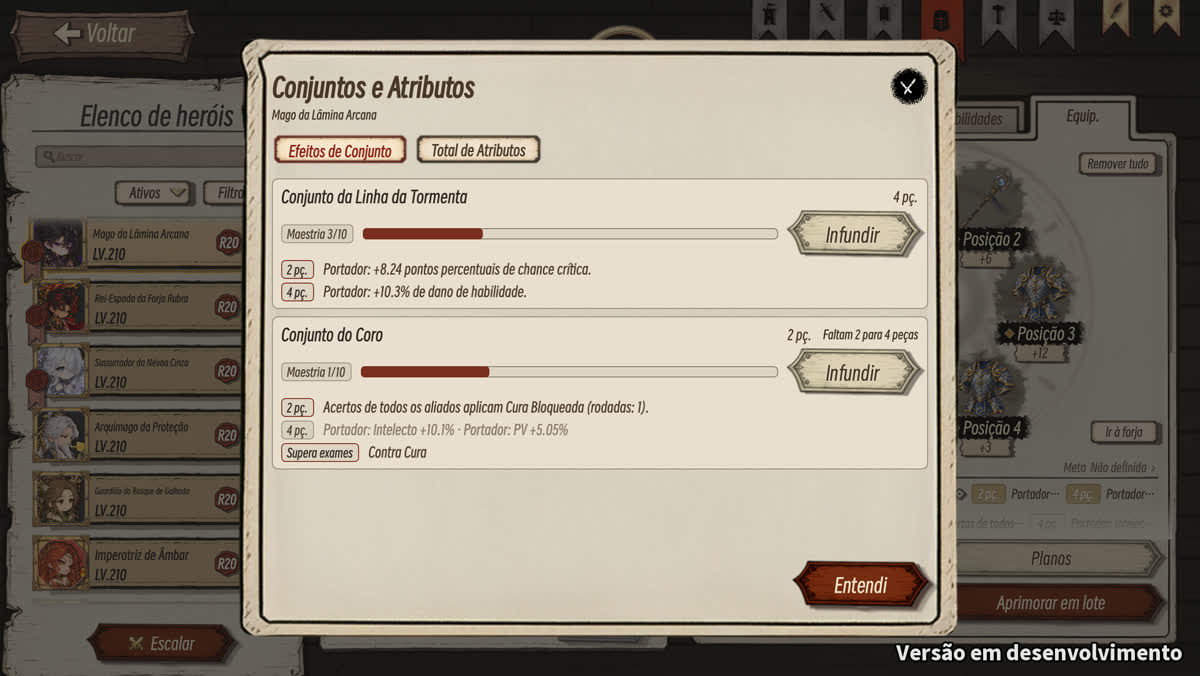 Voltar
Elenco de heróis
Buscar
Ativos
Filtra
Mago da Lâmina Arcana
LV.210
R20
Rei-Espada da Forja Rubra
LV.210
R20
Sussurrador da Névoa Cinza
LV.210
R20
Arquimago da Proteção
LV.210
R20
Guardião do Bosque de Galhada
LV.210
R20
Imperatriz de Âmbar
LV.210
R20
Escalar
Conjuntos e Atributos
Mago da Lâmina Arcana
Efeitos de Conjunto
Total de Atributos
Conjunto da Linha da Tormenta
4 pç.
Maestria 3/10
Infundir
2 pç. Portador: +8.24 pontos percentuais de chance crítica.
4 pç. Portador: +10.3% de dano de habilidade.
Conjunto do Coro
2 pç. Faltam 2 para 4 peças
Maestria 1/10
Infundir
2 pç. Acertos de todos os aliados aplicam Cura Bloqueada (rodadas: 1).
4 pç. Portador: Intelecto +10.1% · Portador: PV +5.05%
Supera exames Contra Cura
Entendi
bilidades
Equip.
Remover tudo
Posição 2
+6
Posição 3
+12
Posição 4
+3
Ir à forja
Meta Não definida ›
2 pç. Portador··· 4 pç. Portador···
rtas de todos··· 4 pç. Portador: Intelec···
Planos
Aprimorar em lote
Versão em desenvolvimento